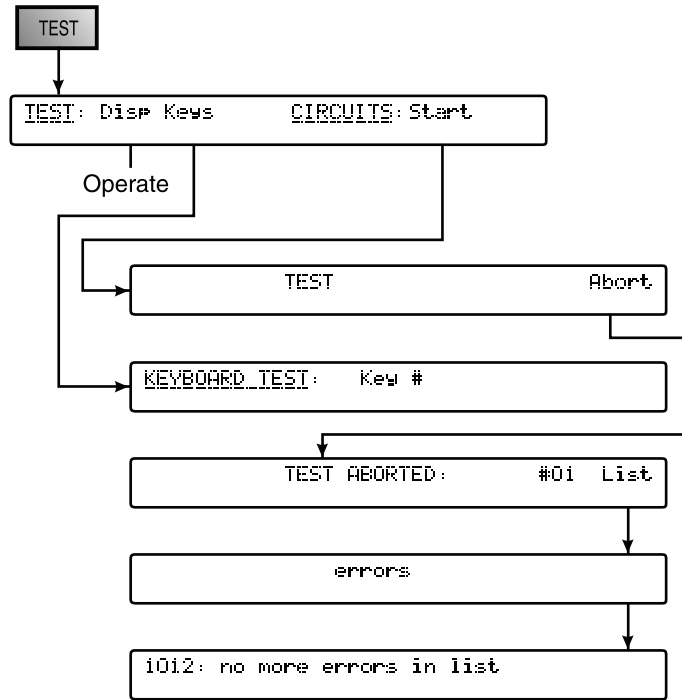 TEST
TEST: Disp Keys CIRCUITS: Start
Operate
TEST Abort
KEYBOARD TEST: Key #
TEST ABORTED: #01 List
errors
1012: no more errors in list